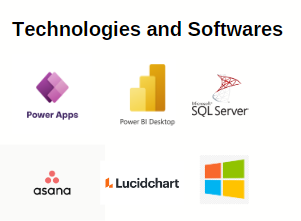 Technologies and Softwares
Power Apps
Power BI Desktop
Microsoft
SQL Server
asana
Lucidchart